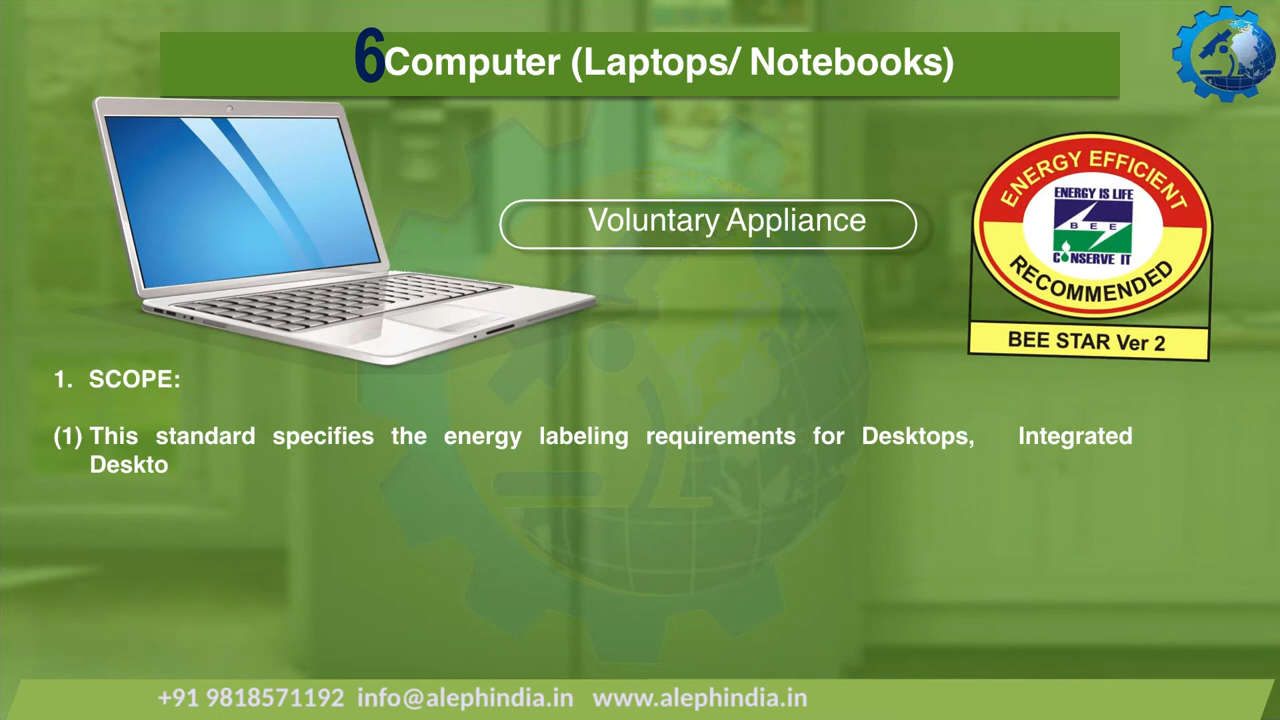 6Computer (Laptops/ Notebooks)
Voluntary Appliance
ENERGY EFFICIENT
ENERGY IS LIFE
BEE
CONSERVE IT
RECOMMENDED
BEE STAR Ver 2
1. SCOPE:
(1) This standard specifies the energy labeling requirements for Desktops, Integrated
Deskto
+91 9818571192 info@alephindia.in www.alephindia.in